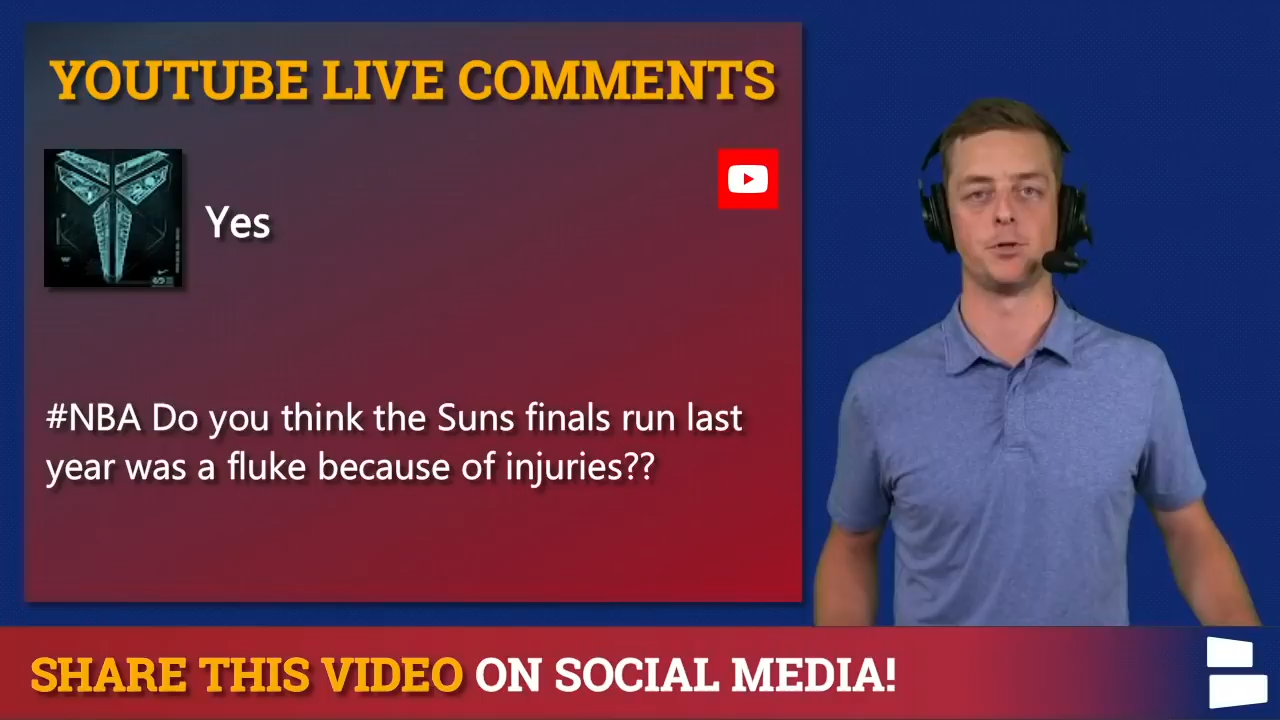 YOUTUBE LIVE COMMENTS
Yes
#NBA Do you think the Suns finals run last
year was a fluke because of injuries??
SHARE THIS VIDEO ON SOCIAL MEDIA!